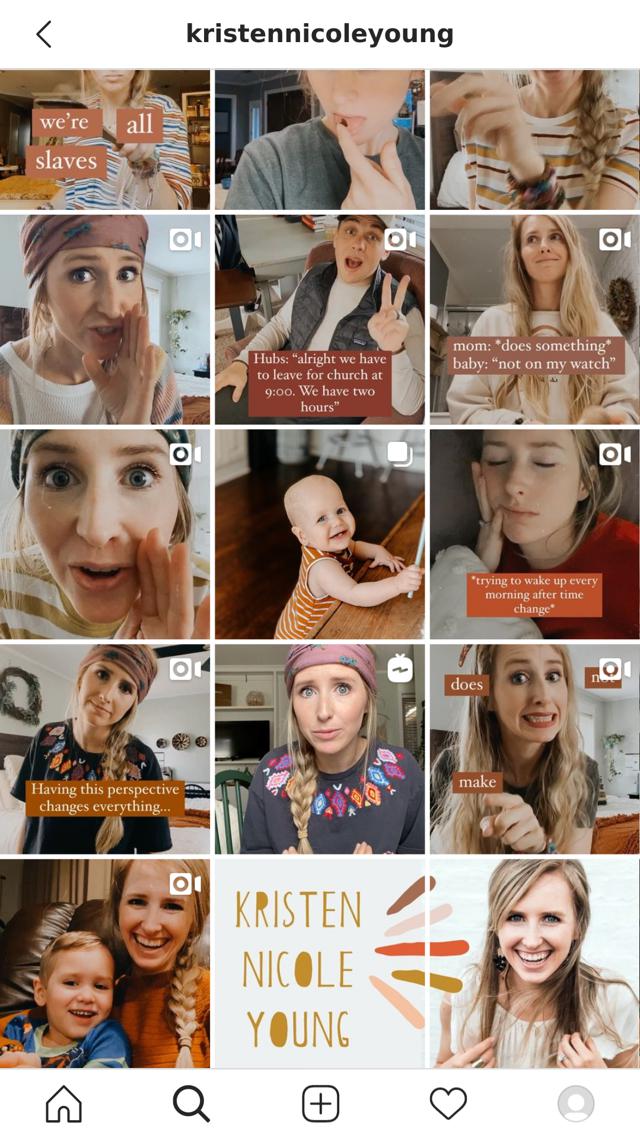 kristennicoleyoung
we're all
slaves
Hubs: “alright we have
to leave for church at
9:00. We have two
hours”
mom: *does something*
baby: “not on my watch”
*trying to wake up every
morning after time
change*
Having this perspective
changes everything...
does
make
KRISTEN
NICOLE
YOUNG